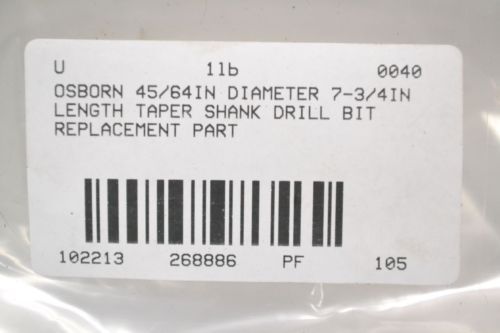 U 1lb 0040
OSBORN 45/64IN DIAMETER 7-3/4IN
LENGTH TAPER SHANK DRILL BIT
REPLACEMENT PART
102213 268886 PF 105